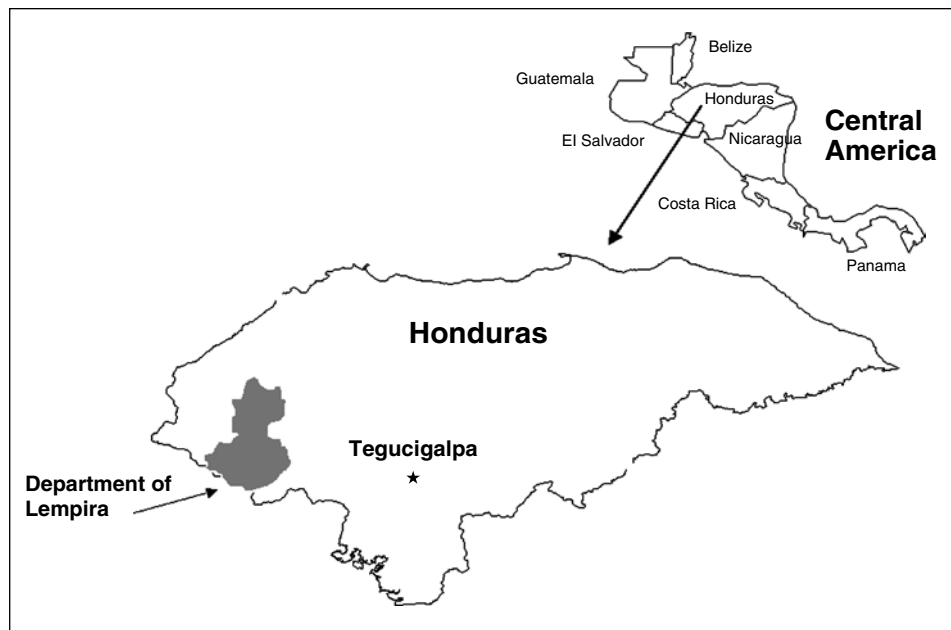 Belize
Guatemala
Honduras
El Salvador
Nicaragua
Central
America
Costa Rica
Panama
Honduras
Tegucigalpa
Department of
Lempira